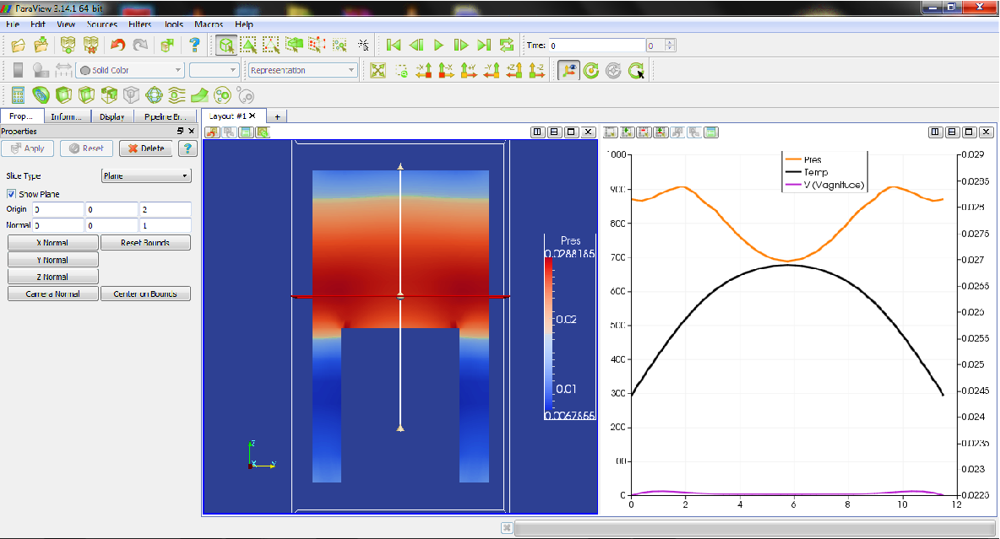 ParaView 3.14.1 64-bit
File Edit View Sources Filters Tools Macros Help
Time: 0 0
Solid Color Representation
Prop... Inform... Display Pipeline Er...
Layout #1 X +
Properties
Apply Reset Delete ?
Slice Type Plane
Show Plane
Origin 0 0 2
Normal 0 0 1
X Normal Reset Bounds
Y Normal
Z Normal
Camera Normal Center on Bounds
Pres
0.0288165
0.02
0.01
0.0067855
Z
X Y
Pres
Temp
V (Magnitude)
1000
900
800
700
600
500
400
300
200
100
0
0 2 4 6 8 10 12
0.029
0.0285
0.028
0.0275
0.027
0.0265
0.026
0.0255
0.025
0.0245
0.024
0.0235
0.023
0.0225